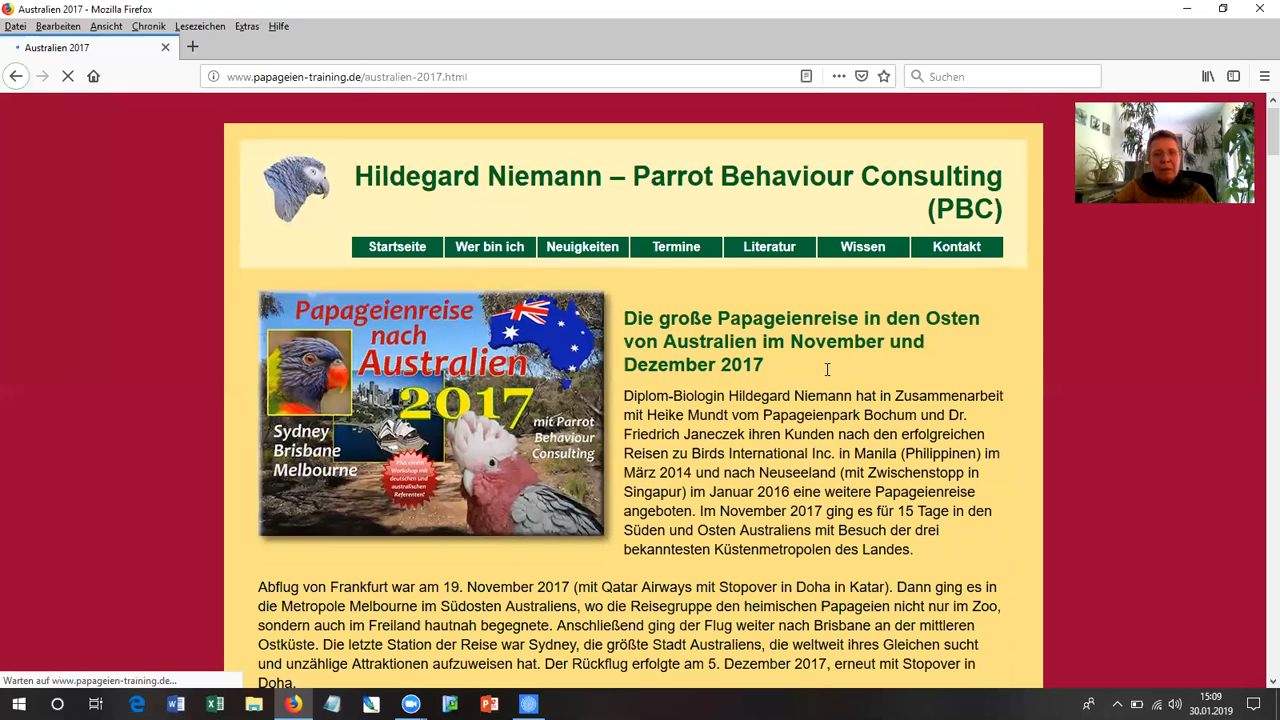 Australien 2017 - Mozilla Firefox
Datei Bearbeiten Ansicht Chronik Lesezeichen Extras Hilfe
Australien 2017
www.papageien-training.de/australien-2017.html
Suchen
Hildegard Niemann – Parrot Behaviour Consulting
(PBC)
Startseite Wer bin ich Neuigkeiten Termine Literatur Wissen Kontakt
Papageienreise
nach
Australien
2017
mit Parrot
Behaviour
Consulting
Sydney
Brisbane
Melbourne
Plus einem
Workshop mit
deutschen und
australischen
Referenten!
Die große Papageienreise in den Osten
von Australien im November und
Dezember 2017
Diplom-Biologin Hildegard Niemann hat in Zusammenarbeit
mit Heike Mundt vom Papageienpark Bochum und Dr.
Friedrich Janeczek ihren Kunden nach den erfolgreichen
Reisen zu Birds International Inc. in Manila (Philippinen) im
März 2014 und nach Neuseeland (mit Zwischenstopp in
Singapur) im Januar 2016 eine weitere Papageienreise
angeboten. Im November 2017 ging es für 15 Tage in den
Süden und Osten Australiens mit Besuch der drei
bekanntesten Küstenmetropolen des Landes.
Abflug von Frankfurt war am 19. November 2017 (mit Qatar Airways mit Stopover in Doha in Katar). Dann ging es in
die Metropole Melbourne im Südosten Australiens, wo die Reisegruppe den heimischen Papageien nicht nur im Zoo,
sondern auch im Freiland hautnah begegnete. Anschließend ging der Flug weiter nach Brisbane an der mittleren
Ostküste. Die letzte Station der Reise war Sydney, die größte Stadt Australiens, die weltweit ihres Gleichen sucht
und unzählige Attraktionen aufzuweisen hat. Der Rückflug erfolgte am 5. Dezember 2017, erneut mit Stopover in
Doha.
Warten auf www.papageien-training.de...
15:09
30.01.2019